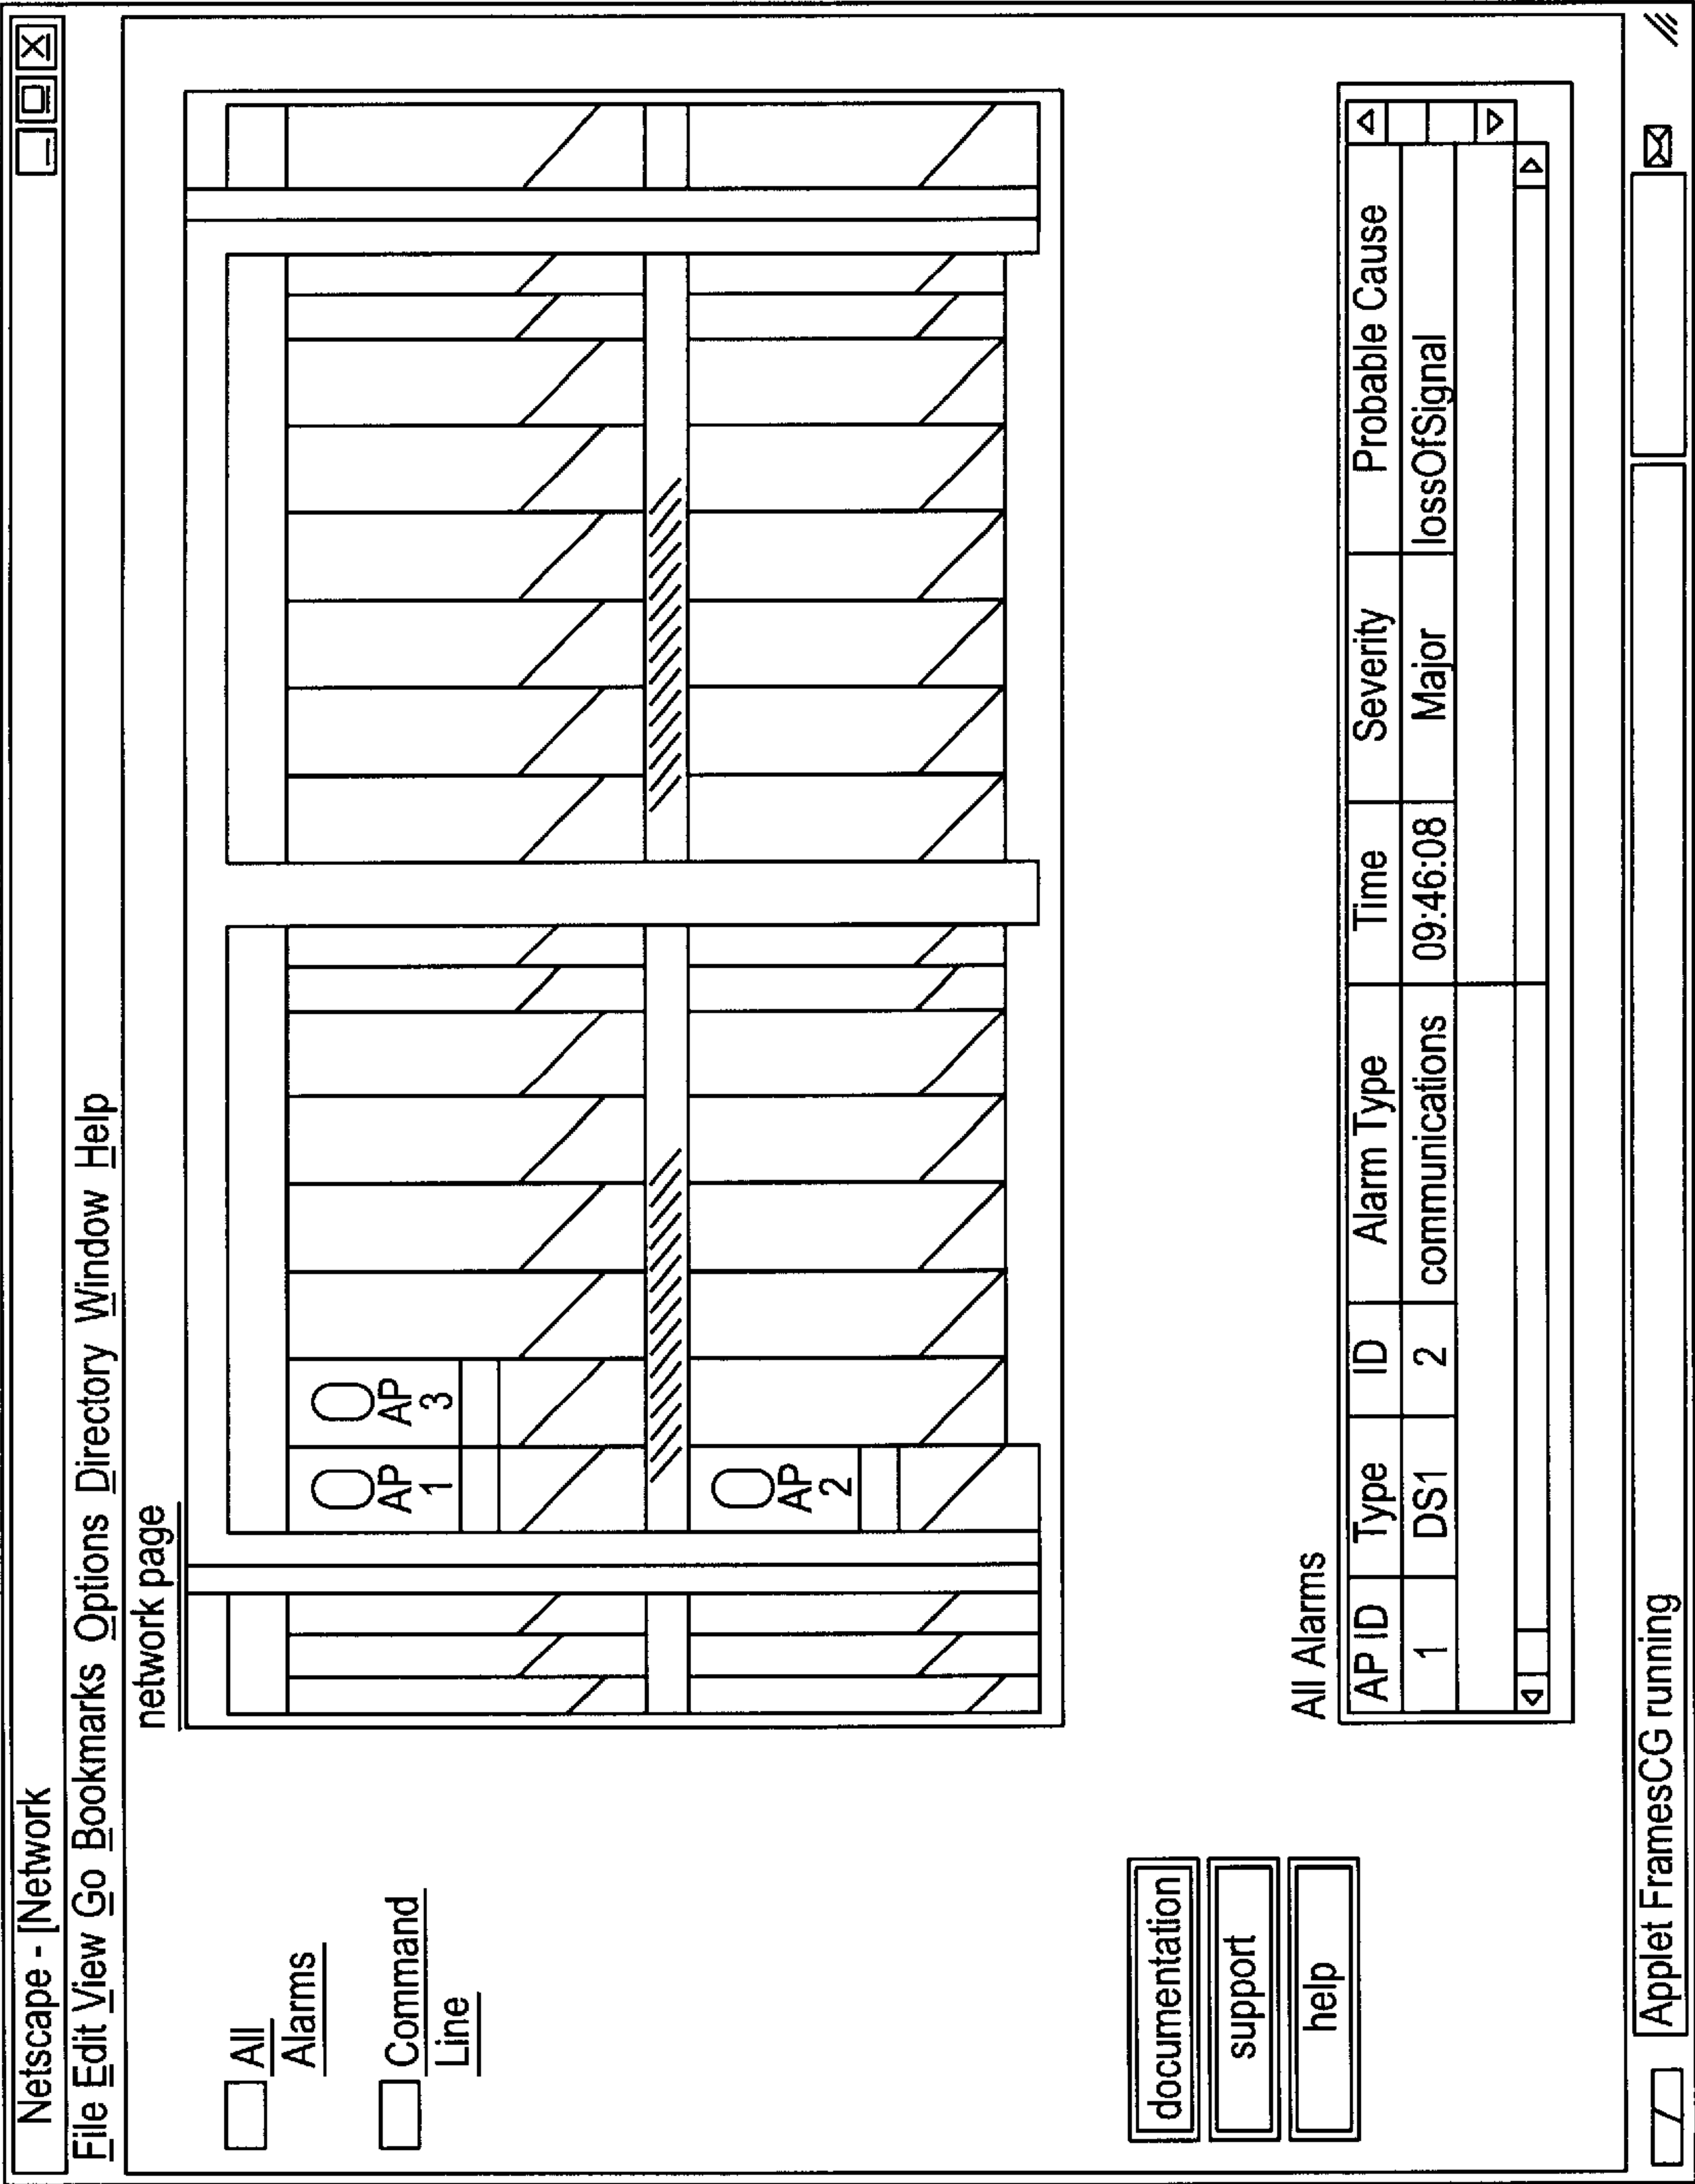 Netscape - [Network
File Edit View Go Bookmarks Options Directory Window Help
network page
All
Alarms
Command
Line
AP
1
AP
3
AP
2
documentation
support
help
All Alarms
AP ID Type ID Alarm Type Time Severity Probable Cause
1 DS1 2 communications 09:46:08 Major lossOfSignal
Applet FramesCG running